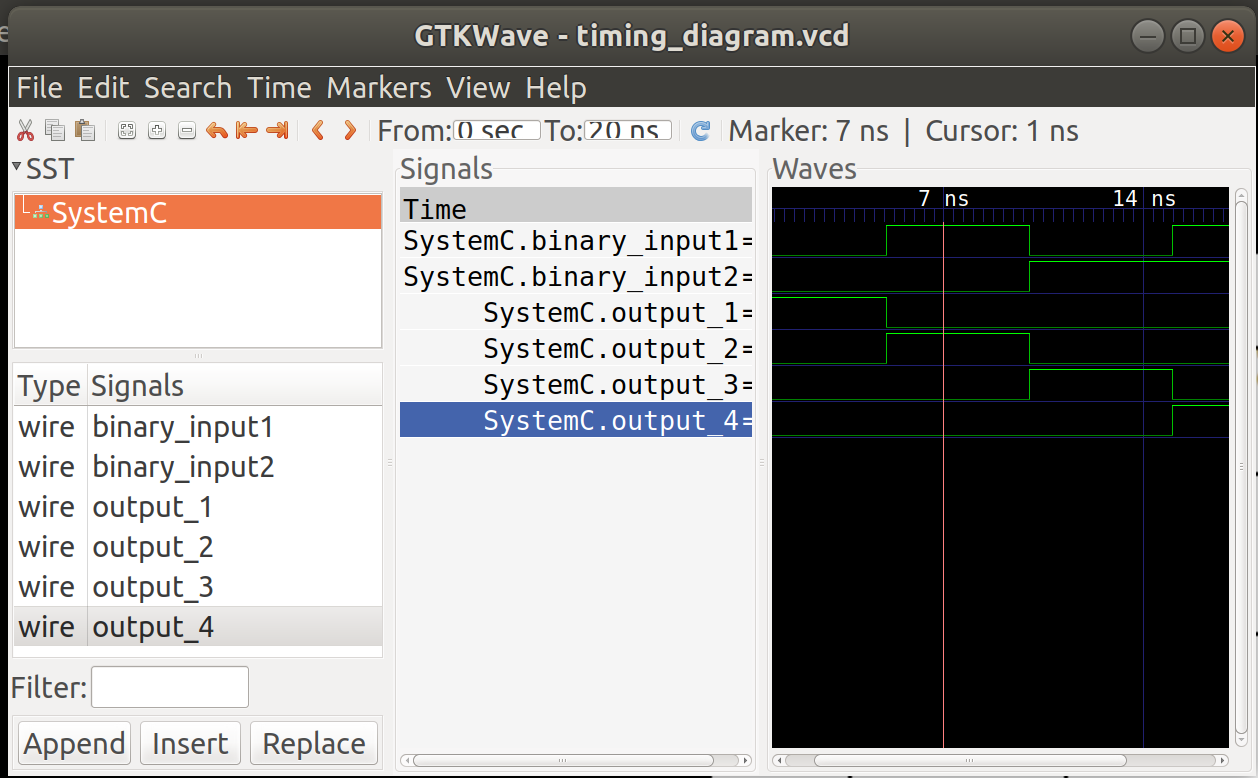 GTKWave - timing_diagram.vcd
File Edit Search Time Markers View Help
From: 0 sec To: 20 ns Marker: 7 ns | Cursor: 1 ns
SST
SystemC
Type Signals
wire binary_input1
wire binary_input2
wire output_1
wire output_2
wire output_3
wire output_4
Filter:
Append Insert Replace
Signals
Time
SystemC.binary_input1=
SystemC.binary_input2=
SystemC.output_1=
SystemC.output_2=
SystemC.output_3=
SystemC.output_4=
Waves
7 ns 14 ns